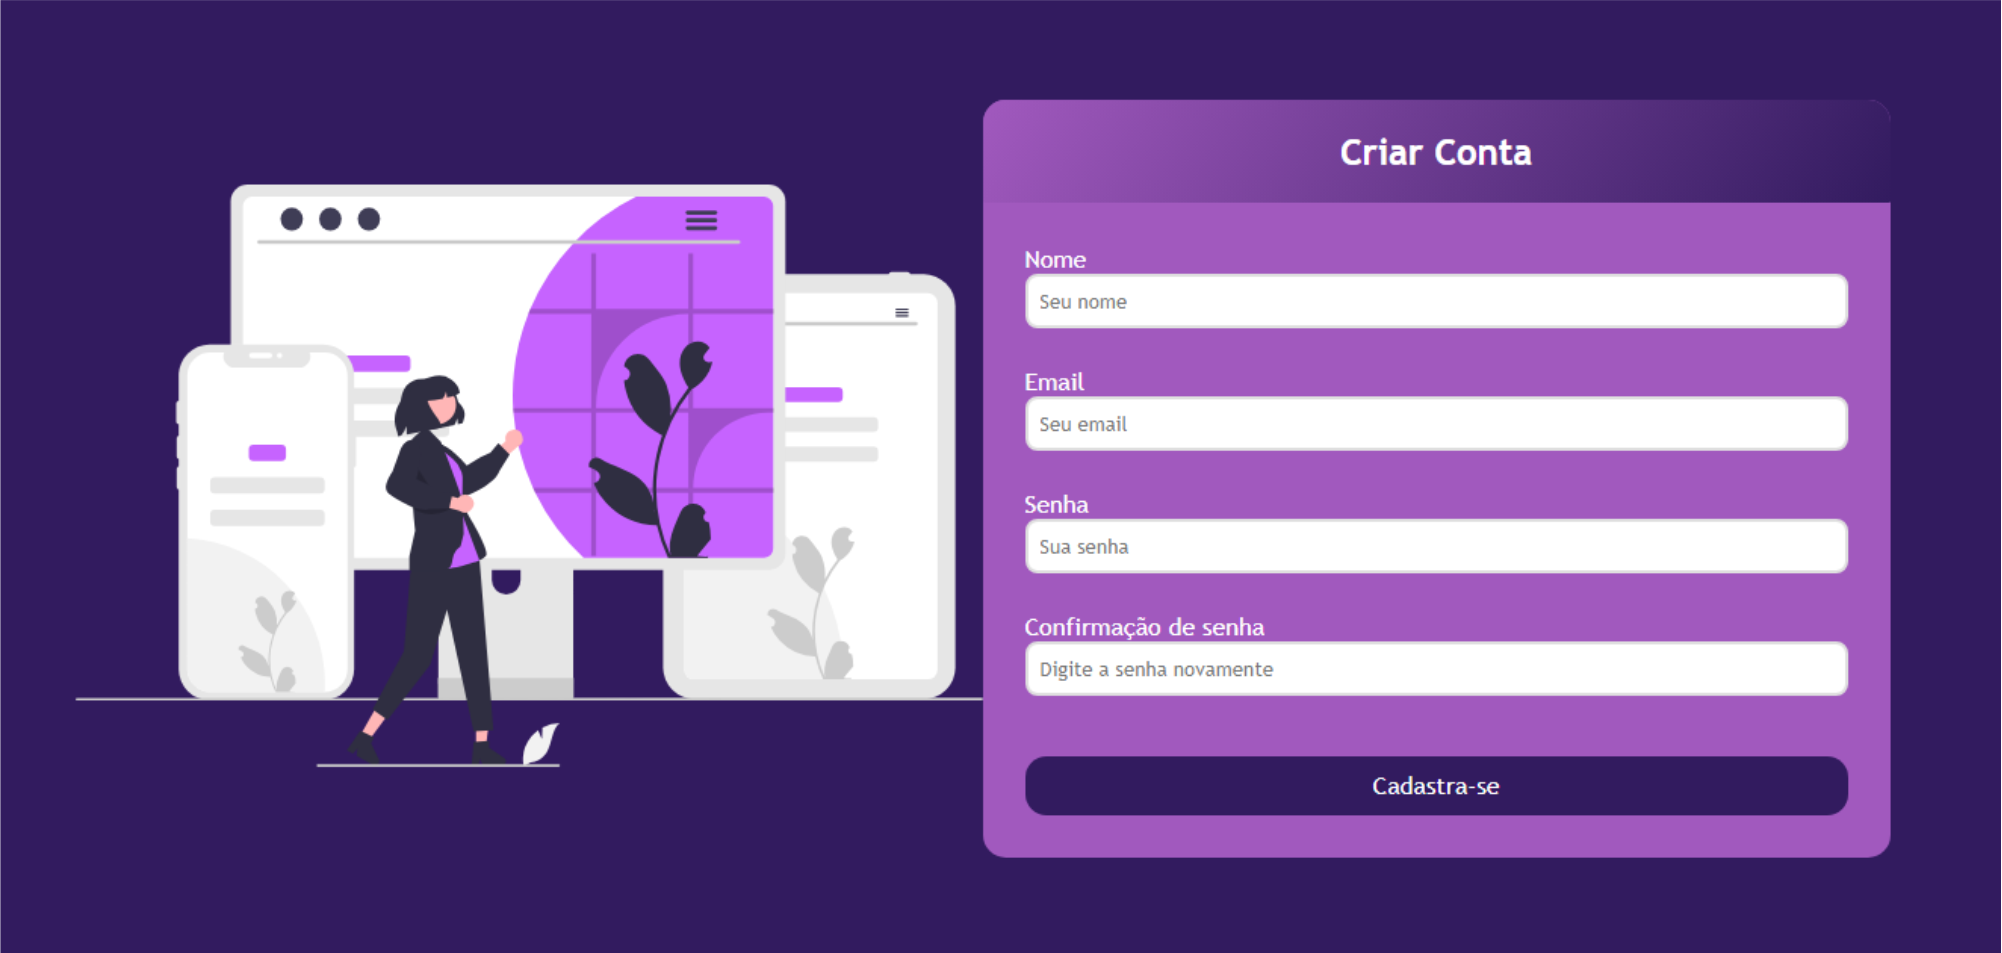 Criar Conta
Nome
Seu nome
Email
Seu email
Senha
Sua senha
Confirmação de senha
Digite a senha novamente
Cadastra-se